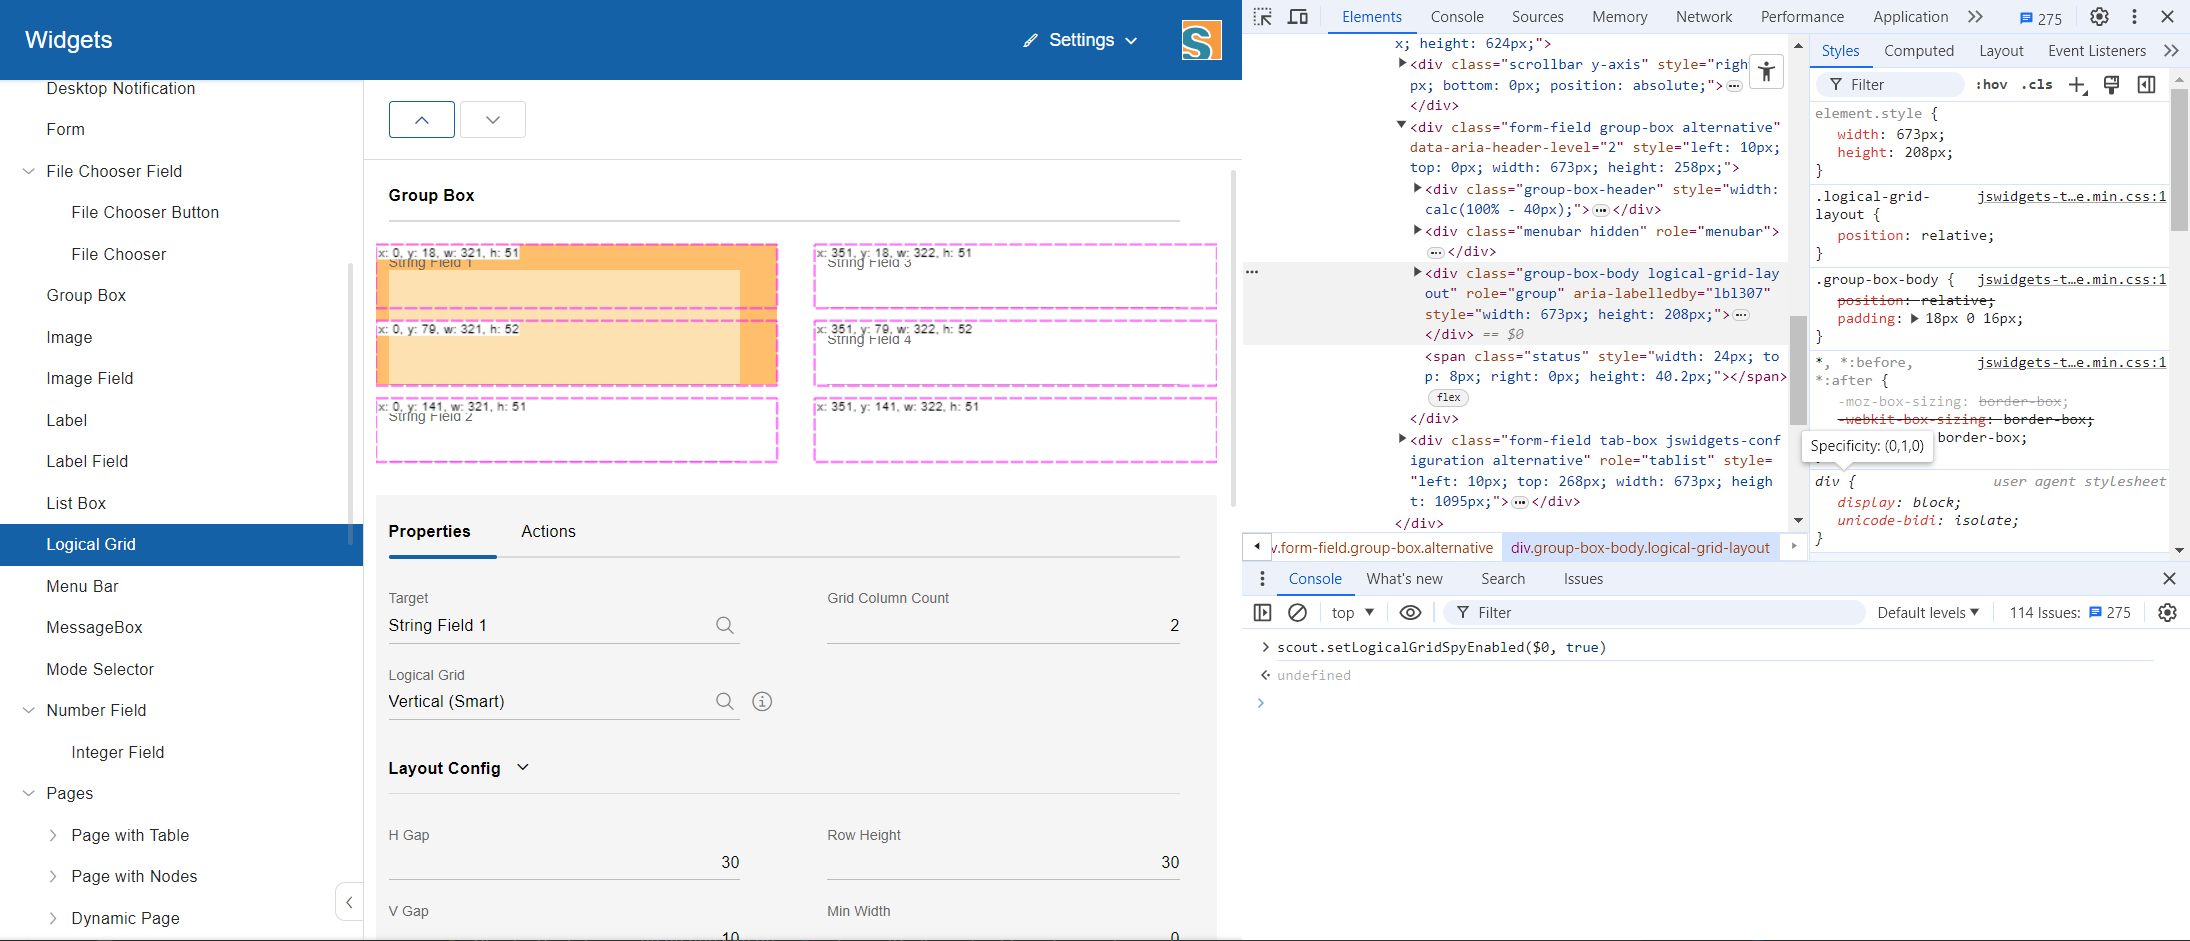 Widgets
Settings
Desktop Notification
Form
File Chooser Field
File Chooser Button
File Chooser
Group Box
Image
Image Field
Label
Label Field
List Box
Logical Grid
Menu Bar
MessageBox
Mode Selector
Number Field
Integer Field
Pages
Page with Table
Page with Nodes
Dynamic Page
Group Box
x: 0, y: 18, w: 321, h: 51
String Field 1
x: 351, y: 18, w: 322, h: 51
String Field 3
x: 0, y: 79, w: 321, h: 52
x: 351, y: 79, w: 322, h: 52
String Field 4
x: 0, y: 141, w: 321, h: 51
String Field 2
x: 351, y: 141, w: 322, h: 51
Properties Actions
Target
String Field 1
Grid Column Count
2
Logical Grid
Vertical (Smart)
Layout Config
H Gap
30
Row Height
30
V Gap
10
Min Width
0
Elements Console Sources Memory Network Performance Application 275
x; height: 624px;">
<div class="scrollbar y-axis" style="righ
px; bottom: 0px; position: absolute;">
</div>
<div class="form-field group-box alternative"
data-aria-header-level="2" style="left: 10px;
top: 0px; width: 673px; height: 258px;">
<div class="group-box-header" style="width:
calc(100% - 40px);"> </div>
<div class="menubar hidden" role="menubar">
</div>
<div class="group-box-body logical-grid-lay
out" role="group" aria-labelledby="lbl307"
style="width: 673px; height: 208px;">
</div> == $0
<span class="status" style="width: 24px; to
p: 8px; right: 0px; height: 40.2px;"></span>
flex
</div>
<div class="form-field tab-box jswidgets-conf
iguration alternative" role="tablist" style=
"left: 10px; top: 268px; width: 673px; heigh
t: 1095px;"> </div>
</div>
v.form-field.group-box.alternative div.group-box-body.logical-grid-layout
Styles Computed Layout Event Listeners
Filter :hov .cls
element.style {
width: 673px;
height: 208px;
}
.logical-grid- jswidgets-t…e.min.css:1
layout {
position: relative;
}
.group-box-body { jswidgets-t…e.min.css:1
position: relative;
padding: 18px 0 16px;
}
*, *:before, jswidgets-t…e.min.css:1
*:after {
-moz-box-sizing: border-box;
-webkit-box-sizing: border-box;
border-box;
Specificity: (0,1,0)
div { user agent stylesheet
display: block;
unicode-bidi: isolate;
}
Console What's new Search Issues
top Filter Default levels 114 Issues: 275
scout.setLogicalGridSpyEnabled($0, true)
undefined